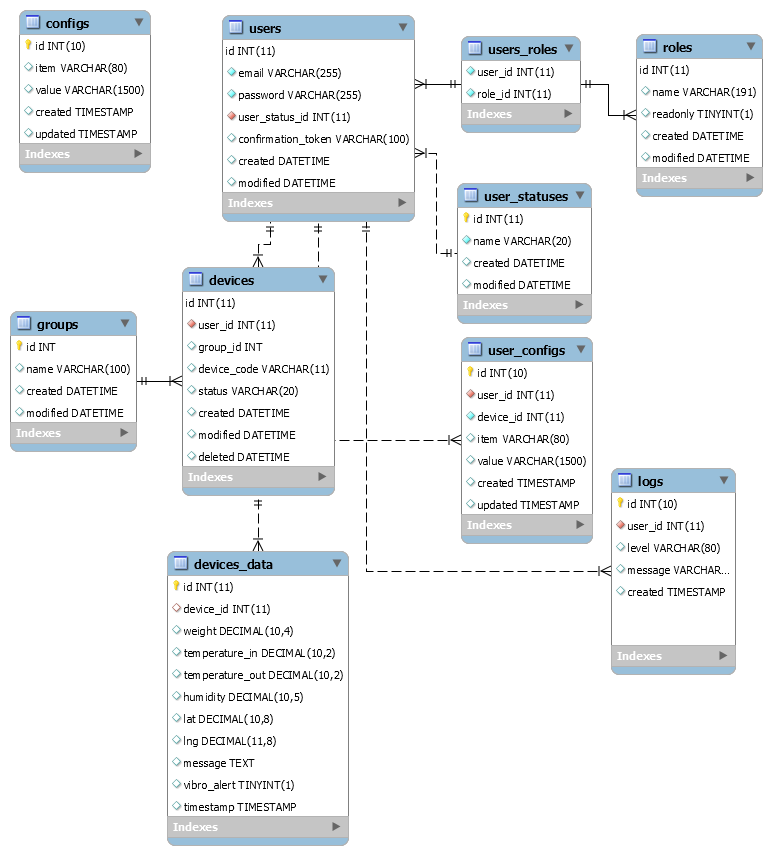 configs
id INT(10)
item VARCHAR(80)
value VARCHAR(1500)
created TIMESTAMP
updated TIMESTAMP
Indexes
users
id INT(11)
email VARCHAR(255)
password VARCHAR(255)
user_status_id INT(11)
confirmation_token VARCHAR(100)
created DATETIME
modified DATETIME
Indexes
users_roles
user_id INT(11)
role_id INT(11)
Indexes
roles
id INT(11)
name VARCHAR(191)
readonly TINYINT(1)
created DATETIME
modified DATETIME
Indexes
user_statuses
id INT(11)
name VARCHAR(20)
created DATETIME
modified DATETIME
Indexes
devices
id INT(11)
user_id INT(11)
group_id INT
device_code VARCHAR(11)
status VARCHAR(20)
created DATETIME
modified DATETIME
deleted DATETIME
Indexes
groups
id INT
name VARCHAR(100)
created DATETIME
modified DATETIME
Indexes
user_configs
id INT(10)
user_id INT(11)
device_id INT(11)
item VARCHAR(80)
value VARCHAR(1500)
created TIMESTAMP
updated TIMESTAMP
Indexes
logs
id INT(10)
user_id INT(11)
level VARCHAR(80)
message VARCHAR...
created TIMESTAMP
Indexes
devices_data
id INT(11)
device_id INT(11)
weight DECIMAL(10,4)
temperature_in DECIMAL(10,2)
temperature_out DECIMAL(10,2)
humidity DECIMAL(10,5)
lat DECIMAL(10,8)
lng DECIMAL(11,8)
message TEXT
vibro_alert TINYINT(1)
timestamp TIMESTAMP
Indexes